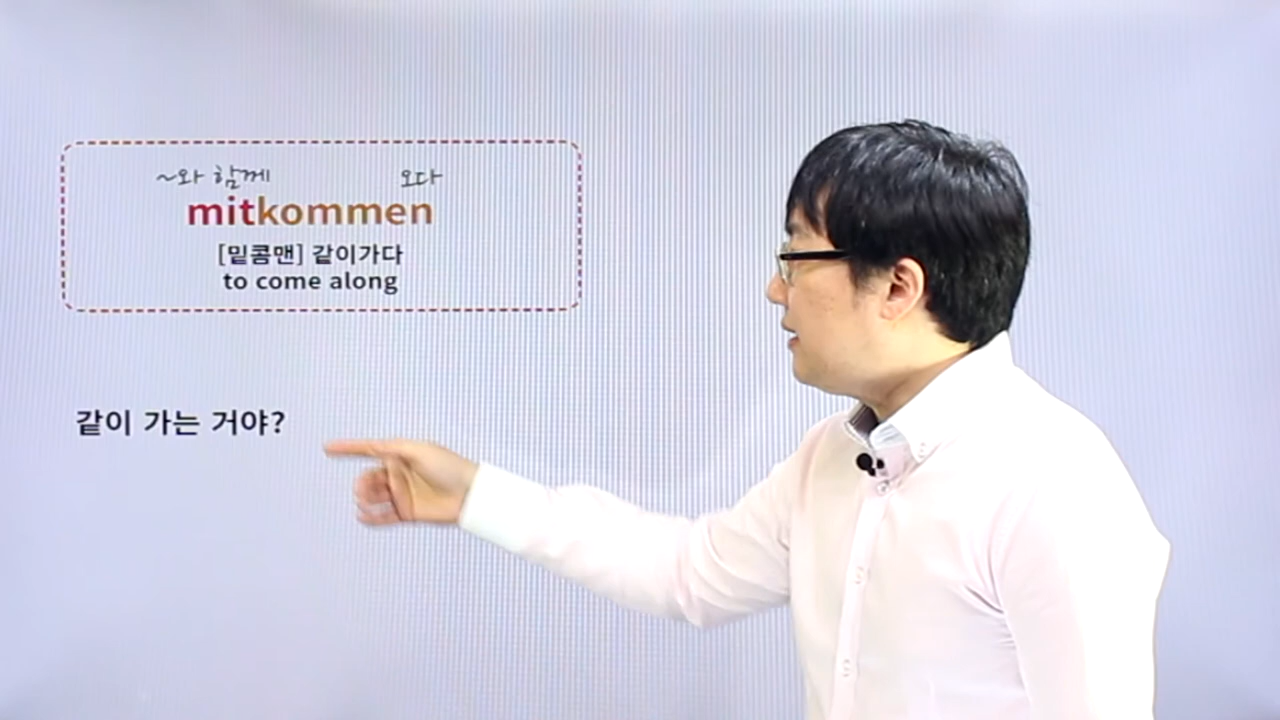 ~와 함께 오다
mitkommen
[밑콤맨] 같이가다
to come along
같이 가는 거야?